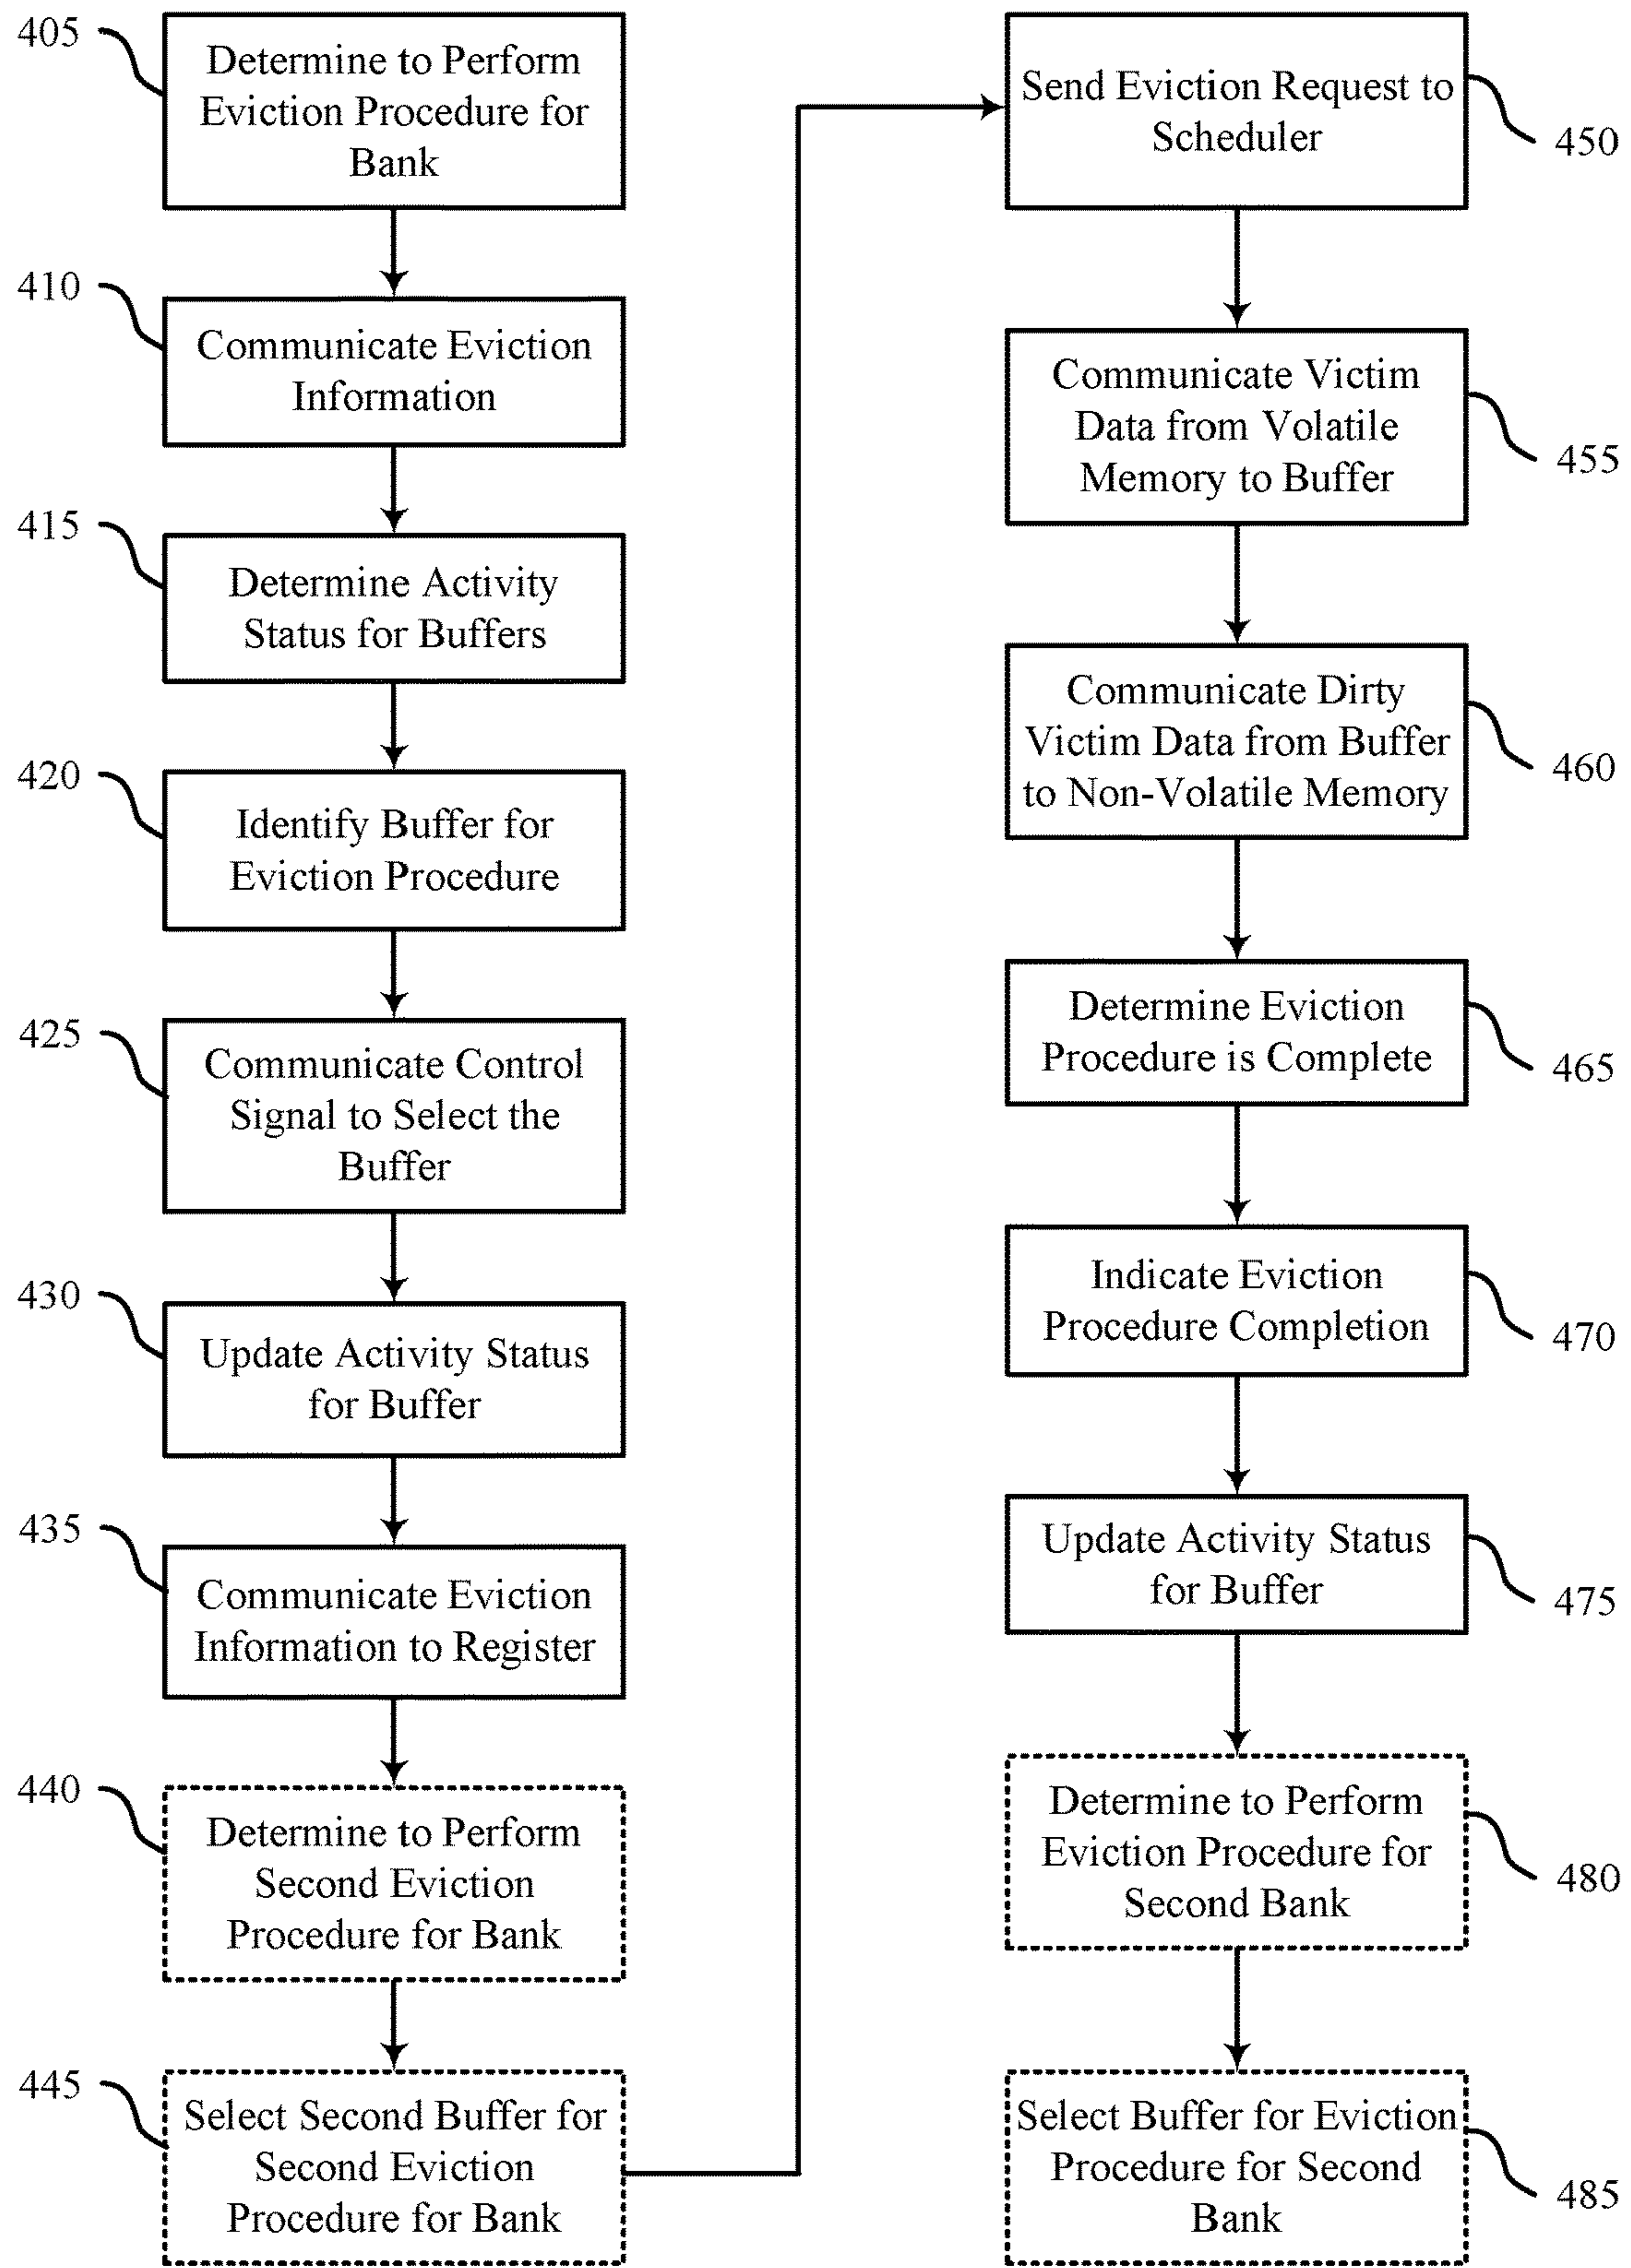 405
Determine to Perform
Eviction Procedure for
Bank
410
Communicate Eviction
Information
415
Determine Activity
Status for Buffers
420
Identify Buffer for
Eviction Procedure
425
Communicate Control
Signal to Select the
Buffer
430
Update Activity Status
for Buffer
435
Communicate Eviction
Information to Register
440
Determine to Perform
Second Eviction
Procedure for Bank
445
Select Second Buffer for
Second Eviction
Procedure for Bank
Send Eviction Request to
Scheduler
450
Communicate Victim
Data from Volatile
Memory to Buffer
455
Communicate Dirty
Victim Data from Buffer
to Non-Volatile Memory
460
Determine Eviction
Procedure is Complete
465
Indicate Eviction
Procedure Completion
470
Update Activity Status
for Buffer
475
Determine to Perform
Eviction Procedure for
Second Bank
480
Select Buffer for Eviction
Procedure for Second
Bank
485